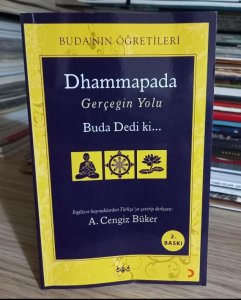 BUDA'NIN ÖĞRETİLERİ
Dhammapada
Gerçeğin Yolu
Buda Dedi ki...
İngilizce kaynaklardan Türkçe'ye çevirip derleyen;
A. Cengiz Büker
2.
BASKI